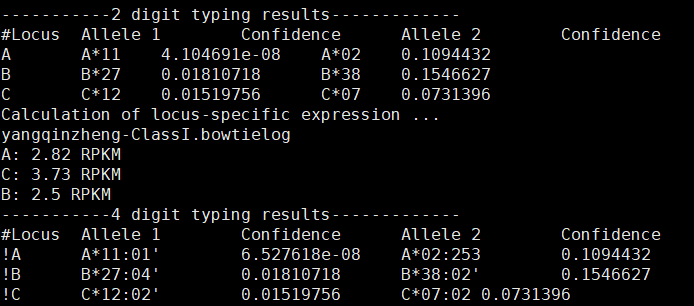 -----------2 digit typing results-------------
#Locus Allele 1 Confidence Allele 2 Confidence
A A*11 4.104691e-08 A*02 0.1094432
B B*27 0.01810718 B*38 0.1546627
C C*12 0.01519756 C*07 0.0731396
Calculation of locus-specific expression ...
yangqinzheng-ClassI.bowtielog
A: 2.82 RPKM
C: 3.73 RPKM
B: 2.5 RPKM
-----------4 digit typing results-------------
#Locus Allele 1 Confidence Allele 2 Confidence
!A A*11:01' 6.527618e-08 A*02:253 0.1094432
!B B*27:04' 0.01810718 B*38:02' 0.1546627
!C C*12:02' 0.01519756 C*07:02 0.0731396